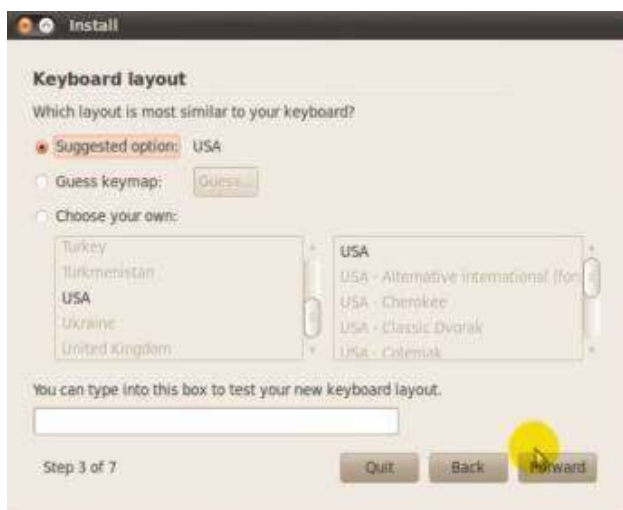 Install
Keyboard layout
Which layout is most similar to your keyboard?
Suggested option: USA
Guess keymap: Guess...
Choose your own:
Turkey
Turkmenistan
USA
Ukraine
United Kingdom
USA
USA - Alternative international (for
USA - Cherokee
USA - Classic Dvorak
USA - Colemak
You can type into this box to test your new keyboard layout.
Step 3 of 7
Quit Back Forward